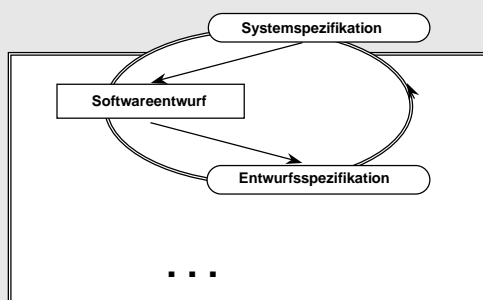 Systemspezifikation
Softwareentwurf
Entwurfsspezifikation
. . .